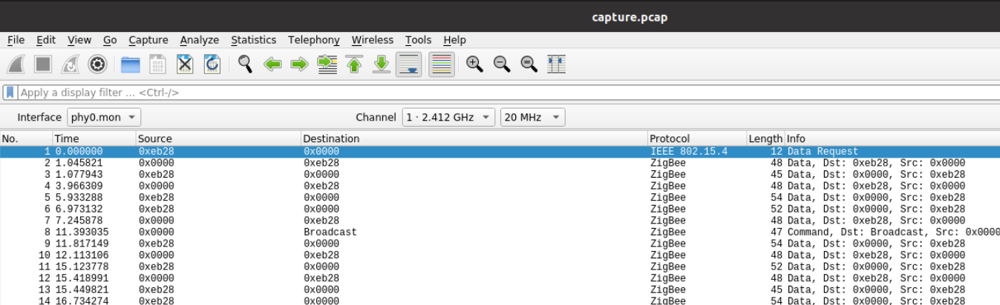 capture.pcap
File Edit View Go Capture Analyze Statistics Telephony Wireless Tools Help
Apply a display filter ... <Ctrl-/>
Interface phy0.mon Channel 1 · 2.412 GHz 20 MHz
No. Time Source Destination Protocol Length Info
1 0.000000 0xeb28 0x0000 IEEE 802.15.4 12 Data Request
2 1.045821 0x0000 0xeb28 ZigBee 48 Data, Dst: 0xeb28, Src: 0x0000
3 1.077943 0xeb28 0x0000 ZigBee 45 Data, Dst: 0x0000, Src: 0xeb28
4 3.966309 0x0000 0xeb28 ZigBee 48 Data, Dst: 0xeb28, Src: 0x0000
5 5.933288 0xeb28 0x0000 ZigBee 54 Data, Dst: 0x0000, Src: 0xeb28
6 6.973132 0xeb28 0x0000 ZigBee 52 Data, Dst: 0x0000, Src: 0xeb28
7 7.245878 0x0000 0xeb28 ZigBee 48 Data, Dst: 0xeb28, Src: 0x0000
8 11.393035 0x0000 Broadcast ZigBee 47 Command, Dst: Broadcast, Src: 0x0000
9 11.817149 0xeb28 0x0000 ZigBee 54 Data, Dst: 0x0000, Src: 0xeb28
10 12.113106 0xeb28 0x0000 ZigBee 48 Data, Dst: 0x0000, Src: 0xeb28
11 15.123778 0xeb28 0x0000 ZigBee 52 Data, Dst: 0x0000, Src: 0xeb28
12 15.418991 0x0000 0xeb28 ZigBee 48 Data, Dst: 0xeb28, Src: 0x0000
13 15.449821 0xeb28 0x0000 ZigBee 45 Data, Dst: 0x0000, Src: 0xeb28
14 16.734274 0xeb28 0x0000 ZigBee 54 Data, Dst: 0x0000, Src: 0xeb28